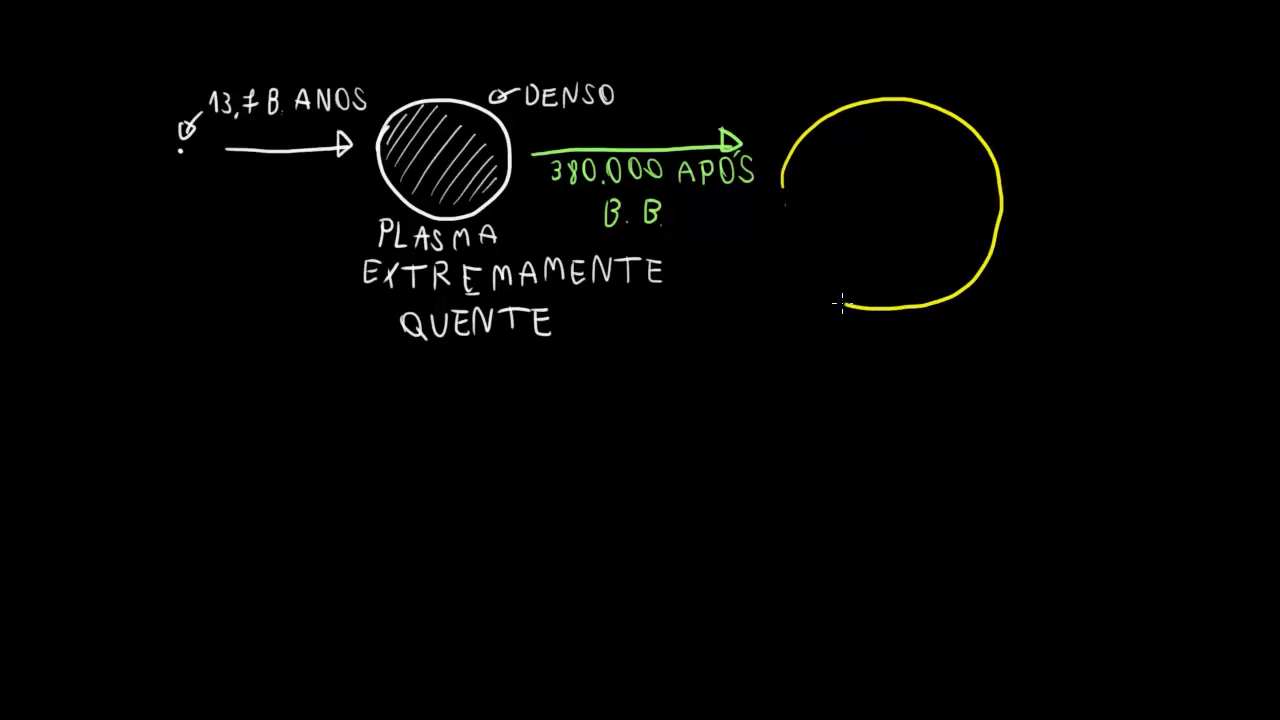 13,7 B. ANOS
DENSO
380.000 APÓS
B. B.
PLASMA
EXTREMAMENTE
QUENTE